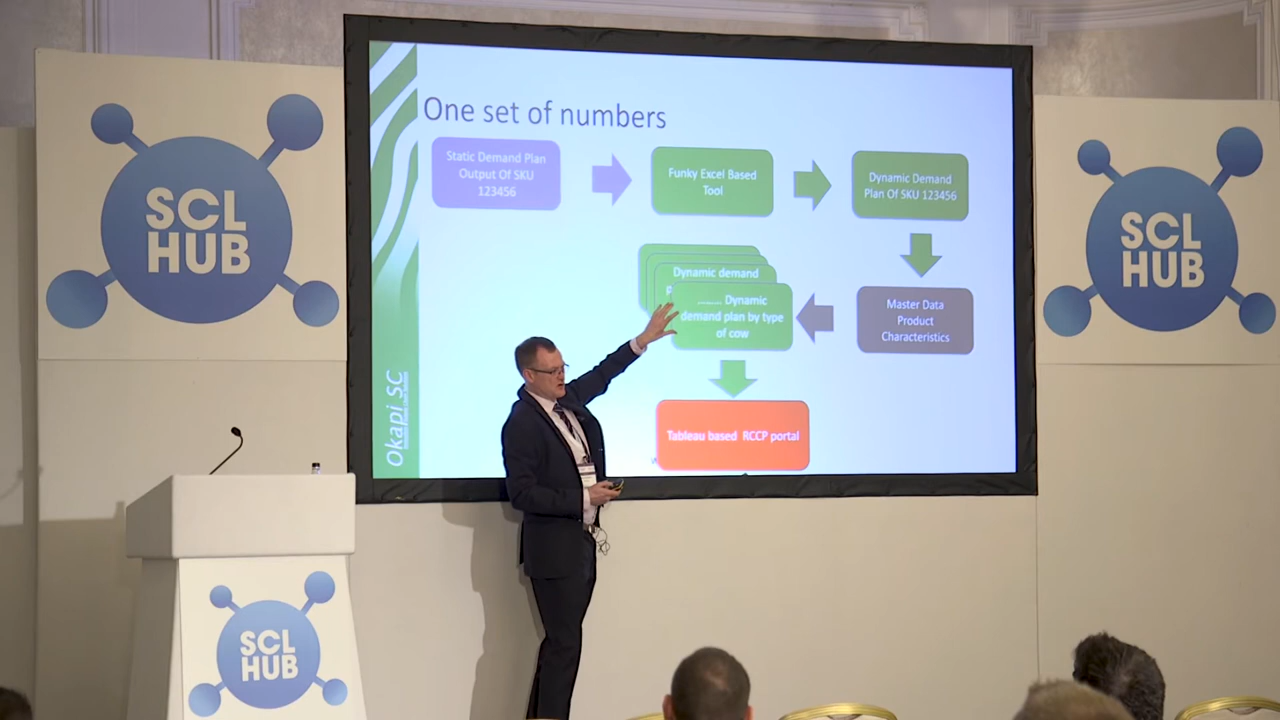 SCL
HUB
One set of numbers
Static Demand Plan
Output Of SKU
123456
Funky Excel Based
Tool
Dynamic Demand
Plan Of SKU 123456
Dynamic demand
Dynamic
demand plan by type
of cow
Master Data
Product
Characteristics
Tableau based RCCP portal
Okapi SC
SCL
HUB
SCL
HUB